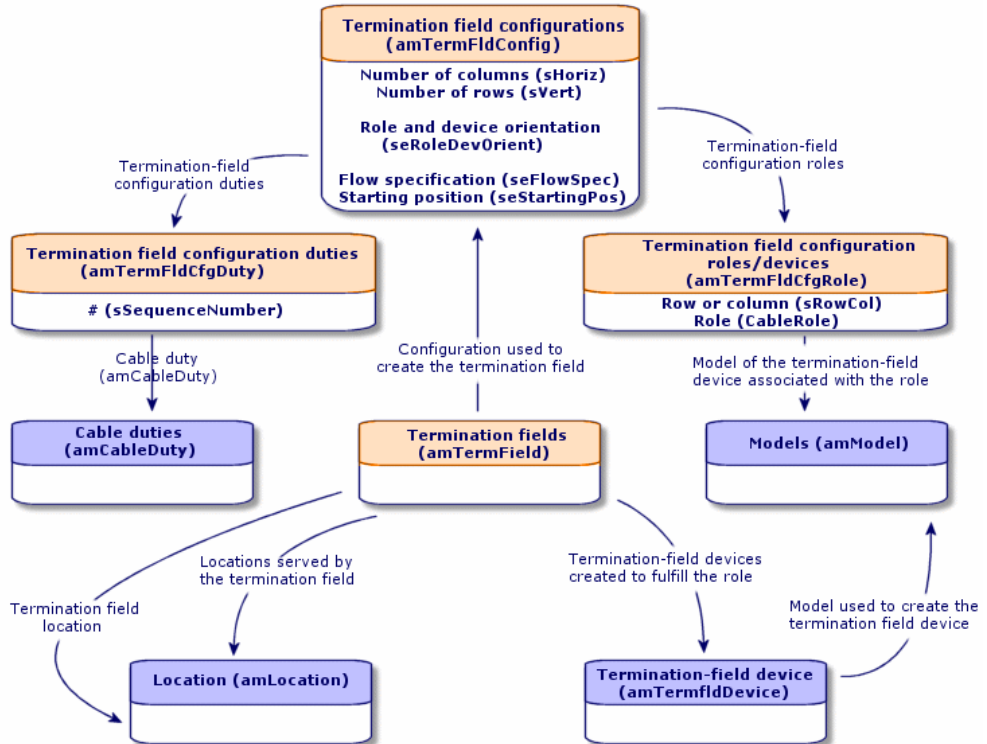 Termination field configurations
(amTermFldConfig)
Number of columns (sHoriz)
Number of rows (sVert)
Role and device orientation
(seRoleDevOrient)
Flow specification (seFlowSpec)
Starting position (seStartingPos)
Termination-field
configuration duties
Termination-field
configuration roles
Termination field configuration duties
(amTermFldCfgDuty)
# (sSequenceNumber)
Termination field configuration
roles/devices
(amTermFldCfgRole)
Row or column (sRowCol)
Role (CableRole)
Cable duty
(amCableDuty)
Configuration used to
create the termination field
Model of the termination-field
device associated with the role
Cable duties
(amCableDuty)
Termination fields
(amTermField)
Models (amModel)
Locations served by
the termination field
Termination-field devices
created to fulfill the role
Termination field
location
Model used to create the
termination field device
Location (amLocation)
Termination-field device
(amTermfldDevice)